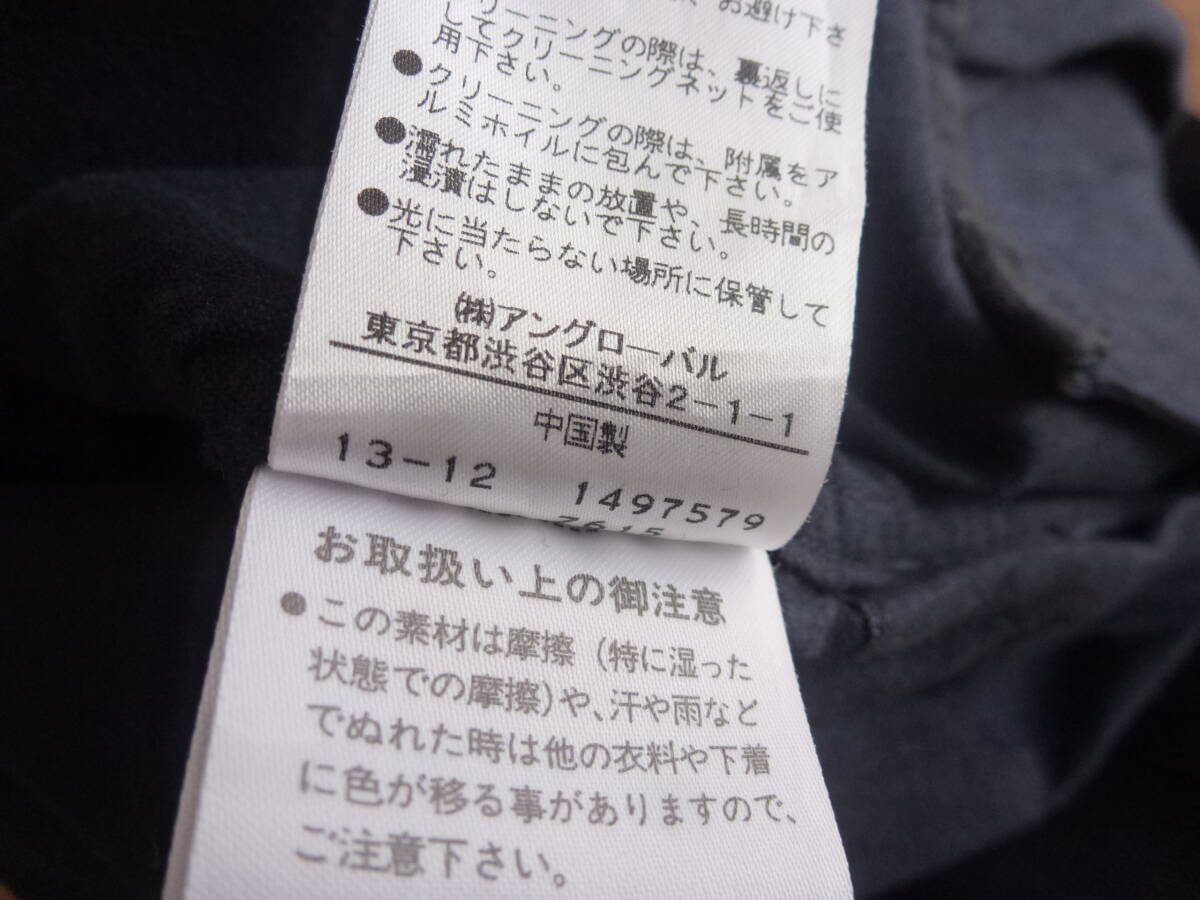 お避け下さ
リーニングの際は、裏返しに
してクリーニングネットをご使
用下さい。
●クリーニングの際は、附属をア
ルミホイルに包んで下さい。
●濡れたままの放置や、長時間の
浸漬はしないで下さい。
●光に当たらない場所に保管して
下さい。
㈱アングローバル
東京都渋谷区渋谷2-1-1
中国製
13-12 1497579
2615
お取扱い上の御注意
●この素材は摩擦(特に湿った
状態での摩擦)や、汗や雨など
でぬれた時は他の衣料や下着
に色が移る事がありますので、
ご注意下さい。